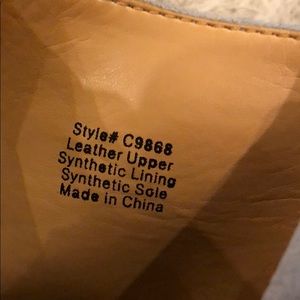 Style# C9868
Leather Upper
Synthetic Lining
Synthetic Sole
Made in China